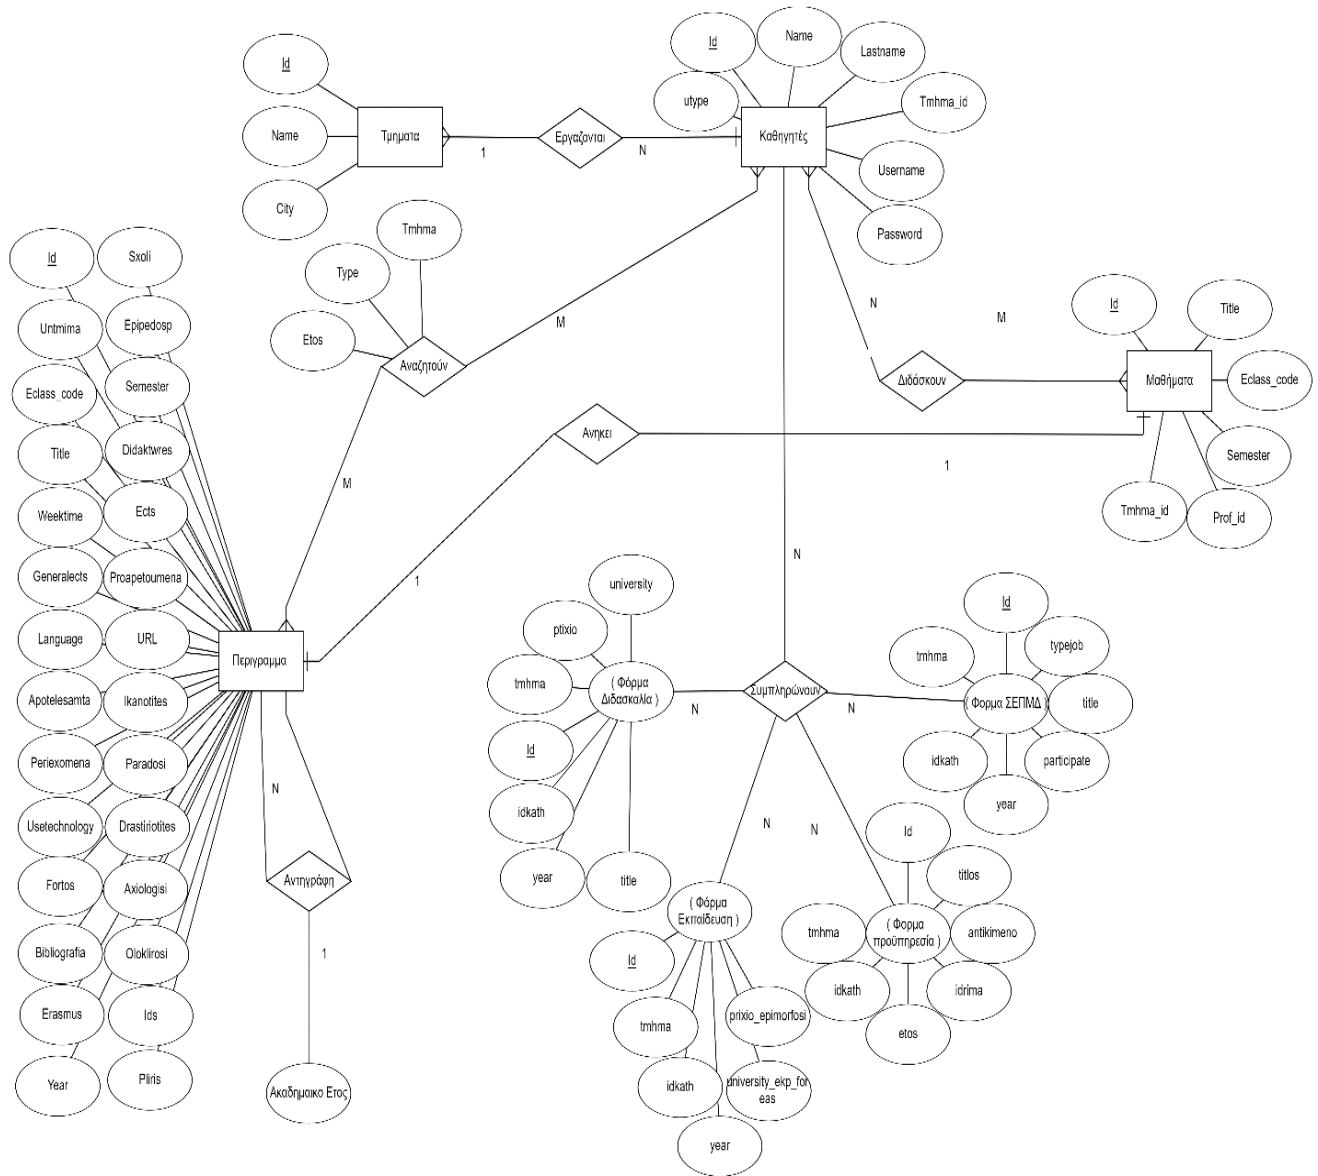 Id
Name
City
Τμηματα
1
Εργαζονται
N
utype
Id
Name
Lastname
Tmhma_id
Username
Password
Καθηγητές
Tmhma
Type
Etos
Αναζητούν
M
M
N
M
Διδάσκουν
Id
Title
Eclass_code
Semester
Prof_id
Tmhma_id
Μαθήματα
Ανηκει
1
1
Id
Sxoli
Untmima
Epipedosp
Eclass_code
Semester
Title
Didaktwres
Weektime
Ects
Generalects
Proapetoumena
Language
URL
Apotelesamta
Ikanotites
Periexomena
Paradosi
Usetechnology
Drastiriotites
Fortos
Axiologisi
Bibliografia
Oloklirosi
Erasmus
Ids
Year
Pliris
Περιγραμμα
N
Αντηγράφη
1
Ακαδημαικο Ετος
N
Συμπληρώνουν
N
N
N
N
university
ptixio
tmhma
Id
idkath
year
title
( Φόρμα
Διδασκαλία )
Id
tmhma
typejob
title
participate
year
idkath
( Φορμα ΣΕΠΜΔ )
( Φόρμα
Εκπαίδευση )
Id
tmhma
idkath
year
university_ekp_for
eas
prixio_epimorfosi
( Φορμα
προϋπηρεσία )
Id
titlos
antikimeno
idrima
etos
idkath
tmhma